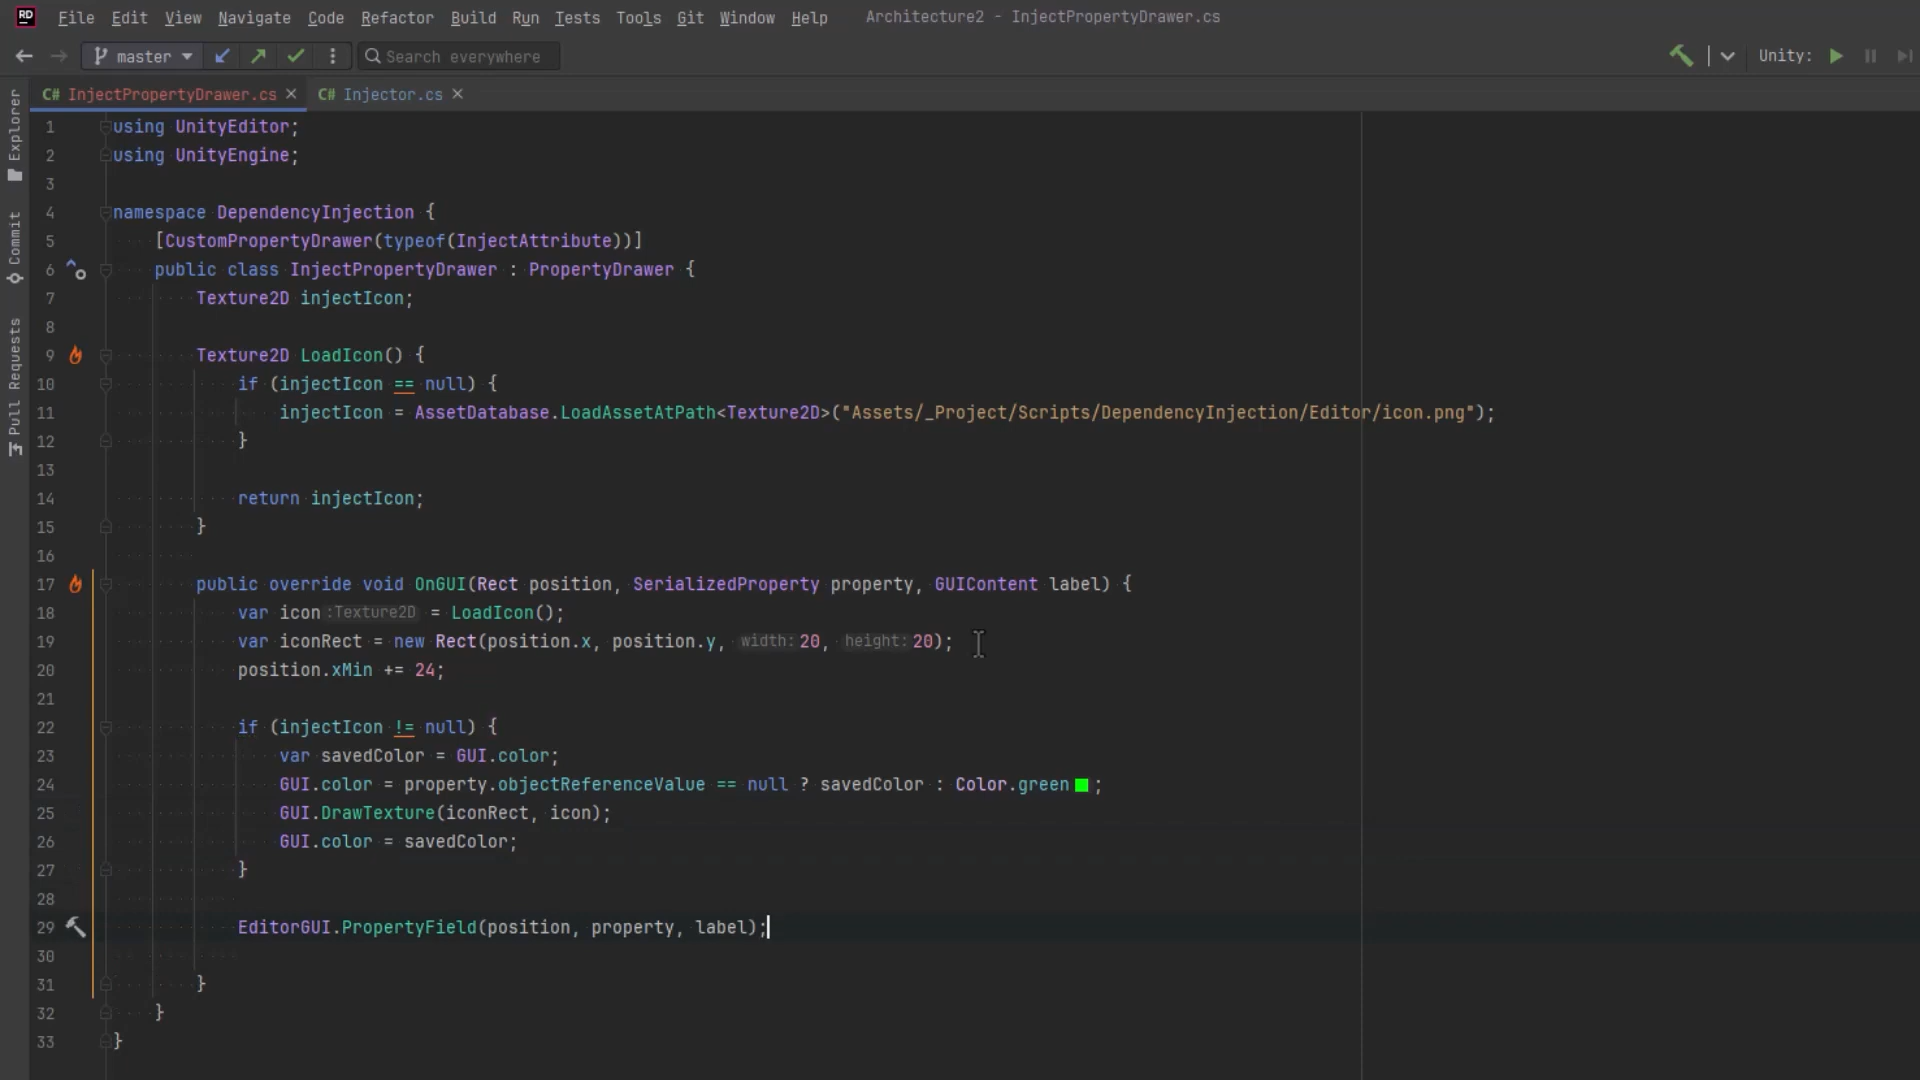 RD File Edit View Navigate Code Refactor Build Run Tests Tools Git Window Help Architecture2 - InjectPropertyDrawer.cs
master Search everywhere Unity:
C# InjectPropertyDrawer.cs C# Injector.cs
Explorer
Commit
Pull Requests
1 using UnityEditor;
2 using UnityEngine;
3
4 namespace DependencyInjection {
5 [CustomPropertyDrawer(typeof(InjectAttribute))]
6 public class InjectPropertyDrawer : PropertyDrawer {
7 Texture2D injectIcon;
8
9 Texture2D LoadIcon() {
10 if (injectIcon == null) {
11 injectIcon = AssetDatabase.LoadAssetAtPath<Texture2D>("Assets/_Project/Scripts/DependencyInjection/Editor/icon.png");
12 }
13
14 return injectIcon;
15 }
16
17 public override void OnGUI(Rect position, SerializedProperty property, GUIContent label) {
18 var icon :Texture2D = LoadIcon();
19 var iconRect = new Rect(position.x, position.y, width: 20, height: 20);
20 position.xMin += 24;
21
22 if (injectIcon != null) {
23 var savedColor = GUI.color;
24 GUI.color = property.objectReferenceValue == null ? savedColor : Color.green ;
25 GUI.DrawTexture(iconRect, icon);
26 GUI.color = savedColor;
27 }
28
29 EditorGUI.PropertyField(position, property, label);
30
31 }
32 }
33 }